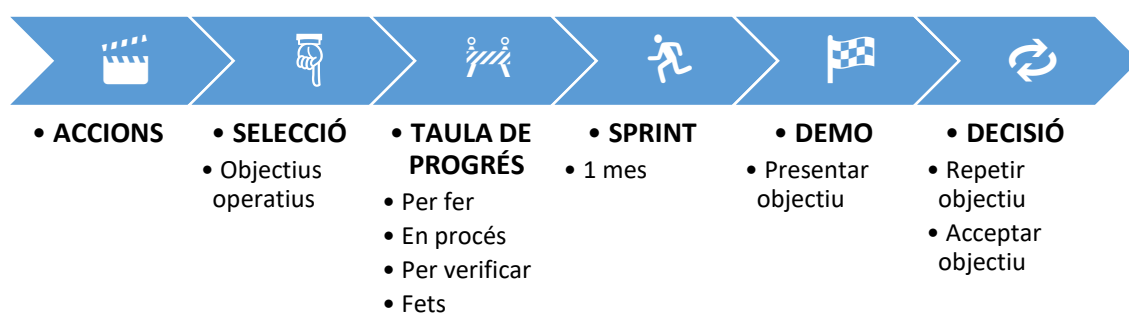 • ACCIONS
• SELECCIÓ
• Objectius
operatius
• TAULA DE
PROGRÉS
• Per fer
• En procés
• Per verificar
• Fets
• SPRINT
• 1 mes
• DEMO
• Presentar
objectiu
• DECISIÓ
• Repetir
objectiu
• Acceptar
objectiu